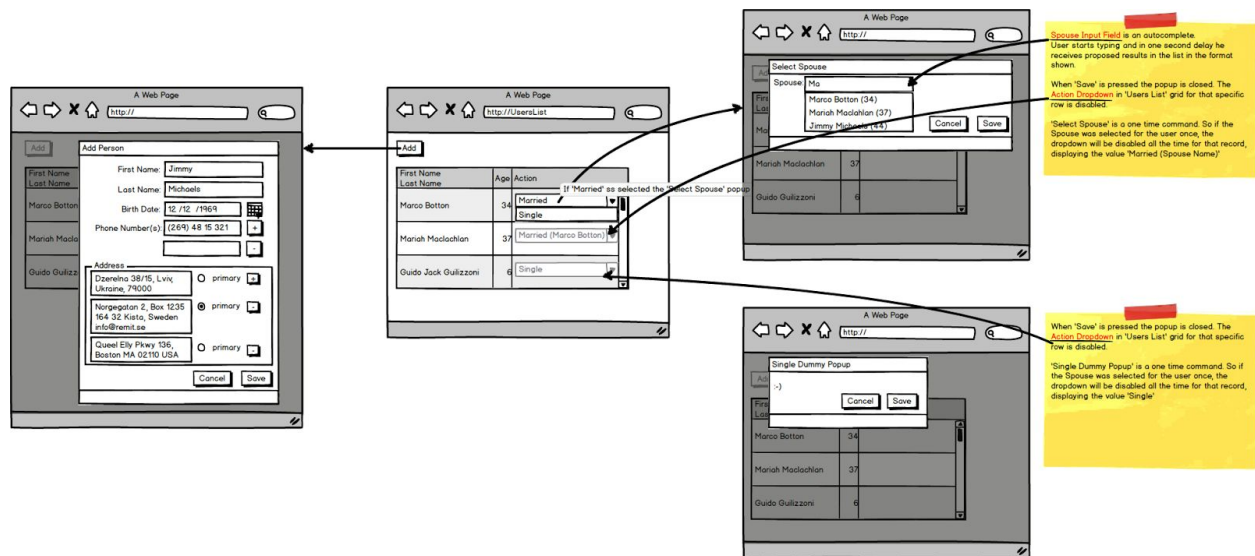 A Web Page
http://
Add
Add Person
First Name: Jimmy
Last Name: Michaels
Birth Date: 12 /12 /1969
Phone Number(s): (269) 48 15 321
+
-
Address
Dzerelna 38/15, Lviv,
Ukraine, 79000
primary +
Norgegatan 2, Box 1235
164 32 Kista, Sweden
info@remit.se
primary -
Queel Elly Pkwy 136,
Boston MA 02110 USA
primary -
Cancel Save
First Name
Last Name
Marco Botton
Mariah Macla
Guido Guilizz
A Web Page
http://UsersList
Add
First Name
Last Name
Age Action
If 'Married' ss selected the 'Select Spouse' popup
Marco Botton 34 Married
Single
Mariah Maclachlan 37 Married (Marco Botton)
Guido Jack Guilizzoni 6 Single
A Web Page
http://
Add
Select Spouse
Spouse: Ma
Marco Botton (34)
Mariah Maclahlan (37)
Jimmy Michaels (44)
Cancel Save
Firs
Las
Ma
Mariah Maclachlan 37
Guido Guilizzoni 6
Spouse Input Field is an autocomplete.
User starts typing and in one second delay he
receives proposed results in the list in the format
shown.
When 'Save' is pressed the popup is closed. The
Action Dropdown in 'Users List' grid for that specific
row is disabled.
'Select Spouse' is a one time command. So if the
Spouse was selected for the user once, the
dropdown will be disabled all the time for that record,
displaying the value 'Married (Spouse Name)'
A Web Page
http://
Ad
Single Dummy Popup
:-)
Cancel Save
Firs
Las
Marco Botton 34
Mariah Maclachlan 37
Guido Guilizzoni 6
When 'Save' is pressed the popup is closed. The
Action Dropdown in 'Users List' grid for that specific
row is disabled.
'Single Dummy Popup' is a one time command. So if
the Spouse was selected for the user once, the
dropdown will be disabled all the time for that record,
displaying the value 'Single'